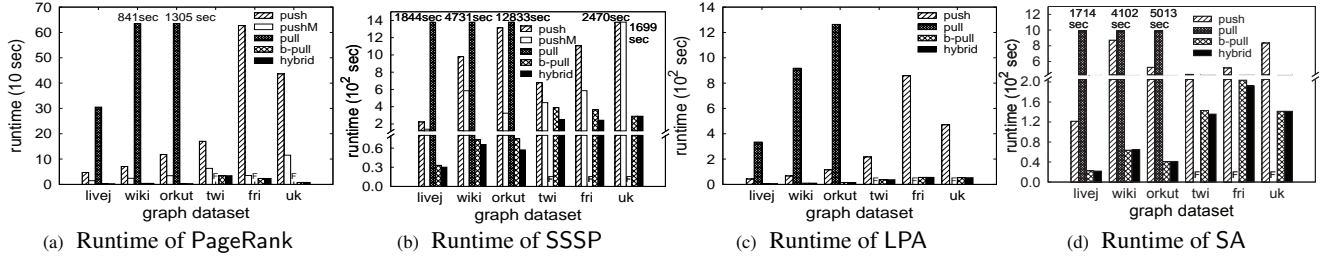 841sec 1305 sec
70
60
50
40
30
20
10
0
runtime (10 sec)
push
pushM
pull
b-pull
hybrid
F F F
livej wiki orkut twi fri uk
graph dataset
(a) Runtime of PageRank
1844sec 4731sec 12833sec 2470sec
1699
sec
14
12
10
8
6
4
2
0.6
0.3
0.0
runtime (10² sec)
push
pushM
pull
b-pull
hybrid
F F F
livej wiki orkut twi fri uk
graph dataset
(b) Runtime of SSSP
14
12
10
8
6
4
2
0
runtime (10² sec)
push
pull
b-pull
hybrid
F F F
livej wiki orkut twi fri uk
graph dataset
(c) Runtime of LPA
1714 4102 5013
sec sec sec
12
10
8
6
4
2.0
1.6
1.2
0.8
0.4
0.0
runtime (10² sec)
push
pull
b-pull
hybrid
F F F
livej wiki orkut twi fri uk
graph dataset
(d) Runtime of SA